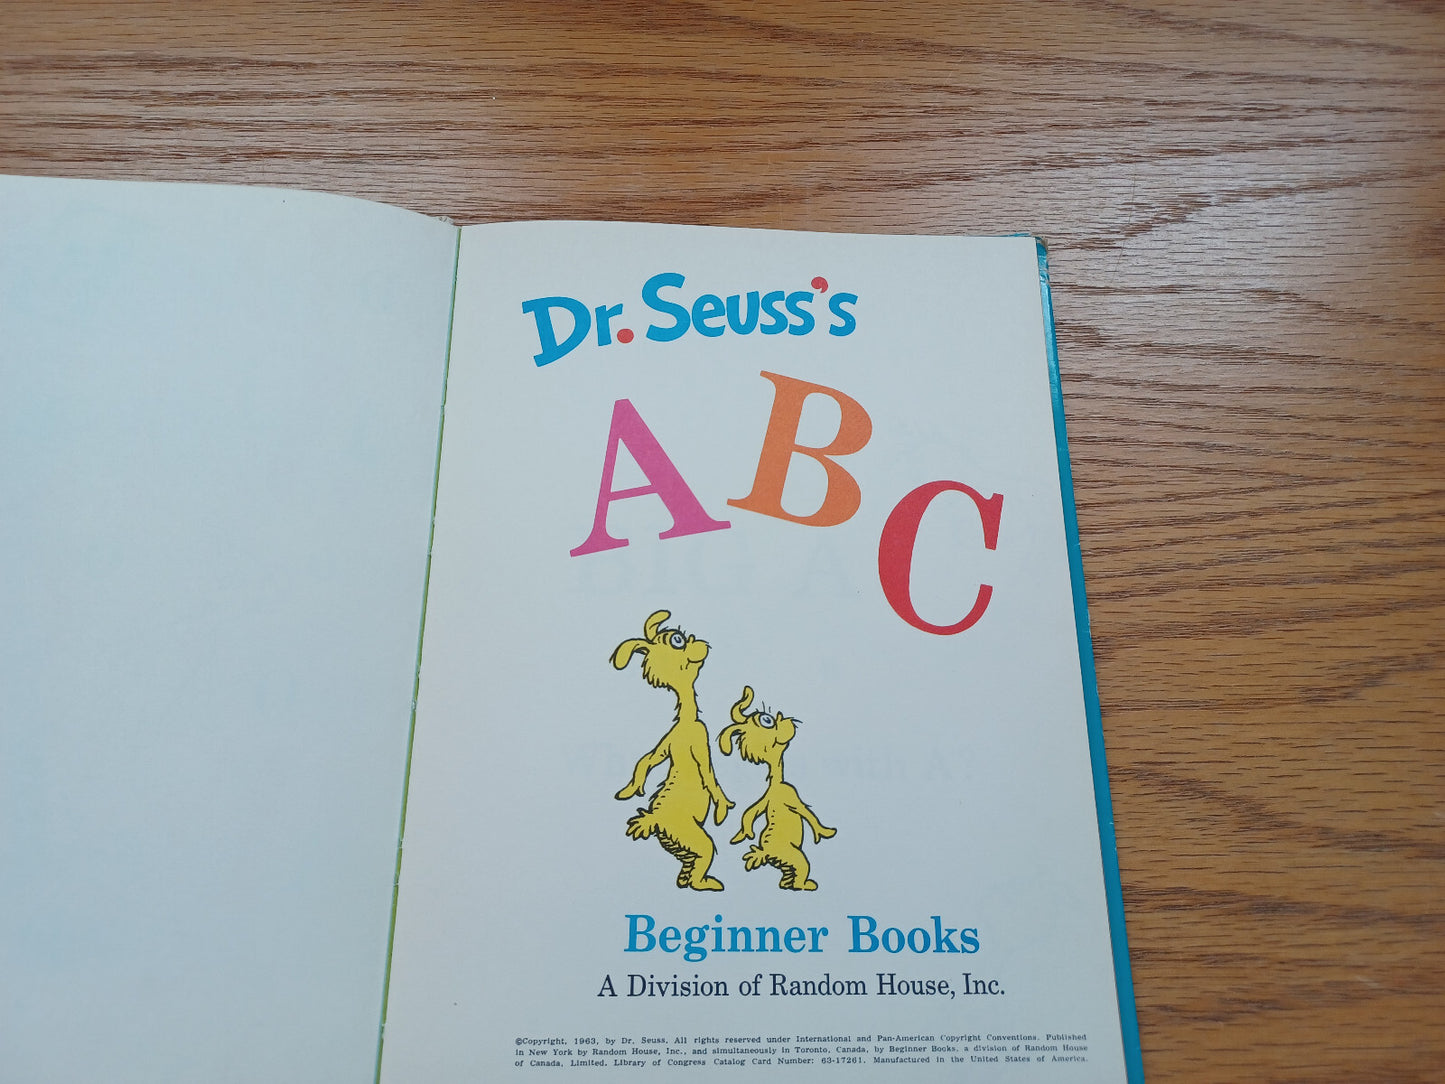 Dr. Seuss's
A B C
Beginner Books
A Division of Random House, Inc.
©Copyright, 1963, by Dr. Seuss. All rights reserved under International and Pan-American Copyright Conventions. Published
in New York by Random House, Inc., and simultaneously in Toronto, Canada, by Beginner Books, a division of Random House
of Canada, Limited. Library of Congress Catalog Card Number: 63-17261. Manufactured in the United States of America.